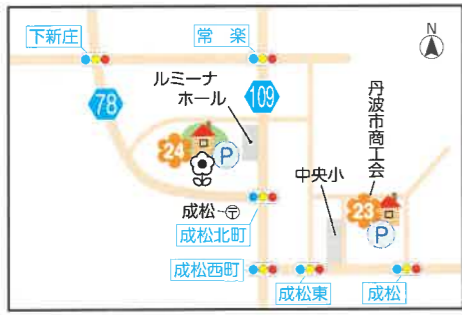 下新庄
常楽
N
ルミーナ
ホール
78
109
丹波市商工会
24
P
中央小
23
P
成松〶
成松北町
成松西町
成松東
成松